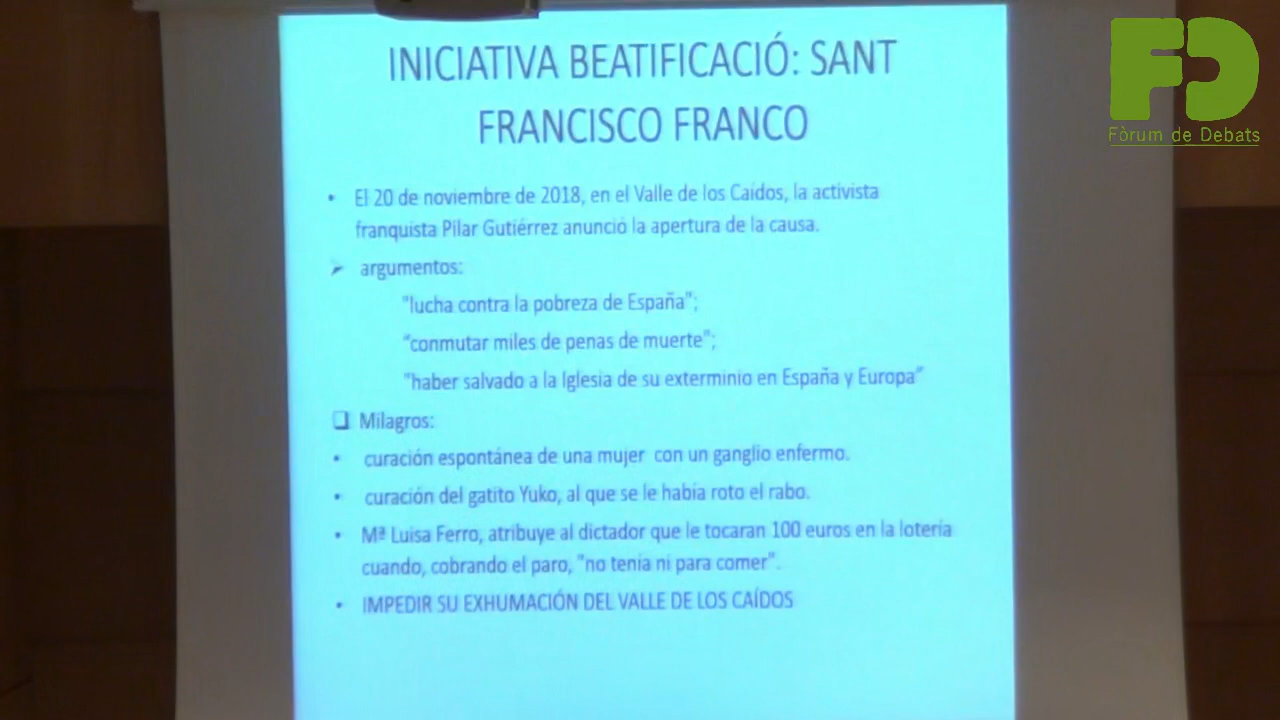 INICIATIVA BEATIFICACIÓ: SANT
FRANCISCO FRANCO
• El 20 de noviembre de 2018, en el Valle de los Caídos, la activista
franquista Pilar Gutiérrez anunció la apertura de la causa.
➢ argumentos:
"lucha contra la pobreza de España";
"conmutar miles de penas de muerte";
"haber salvado a la Iglesia de su exterminio en España y Europa"
❑ Milagros:
• curación espontánea de una mujer con un ganglio enfermo.
• curación del gatito Yuko, al que se le había roto el rabo.
• Mª Luisa Ferro, atribuye al dictador que le tocaran 100 euros en la lotería
cuando, cobrando el paro, "no tenía ni para comer".
• IMPEDIR SU EXHUMACIÓN DEL VALLE DE LOS CAÍDOS
FD
Fòrum de Debats